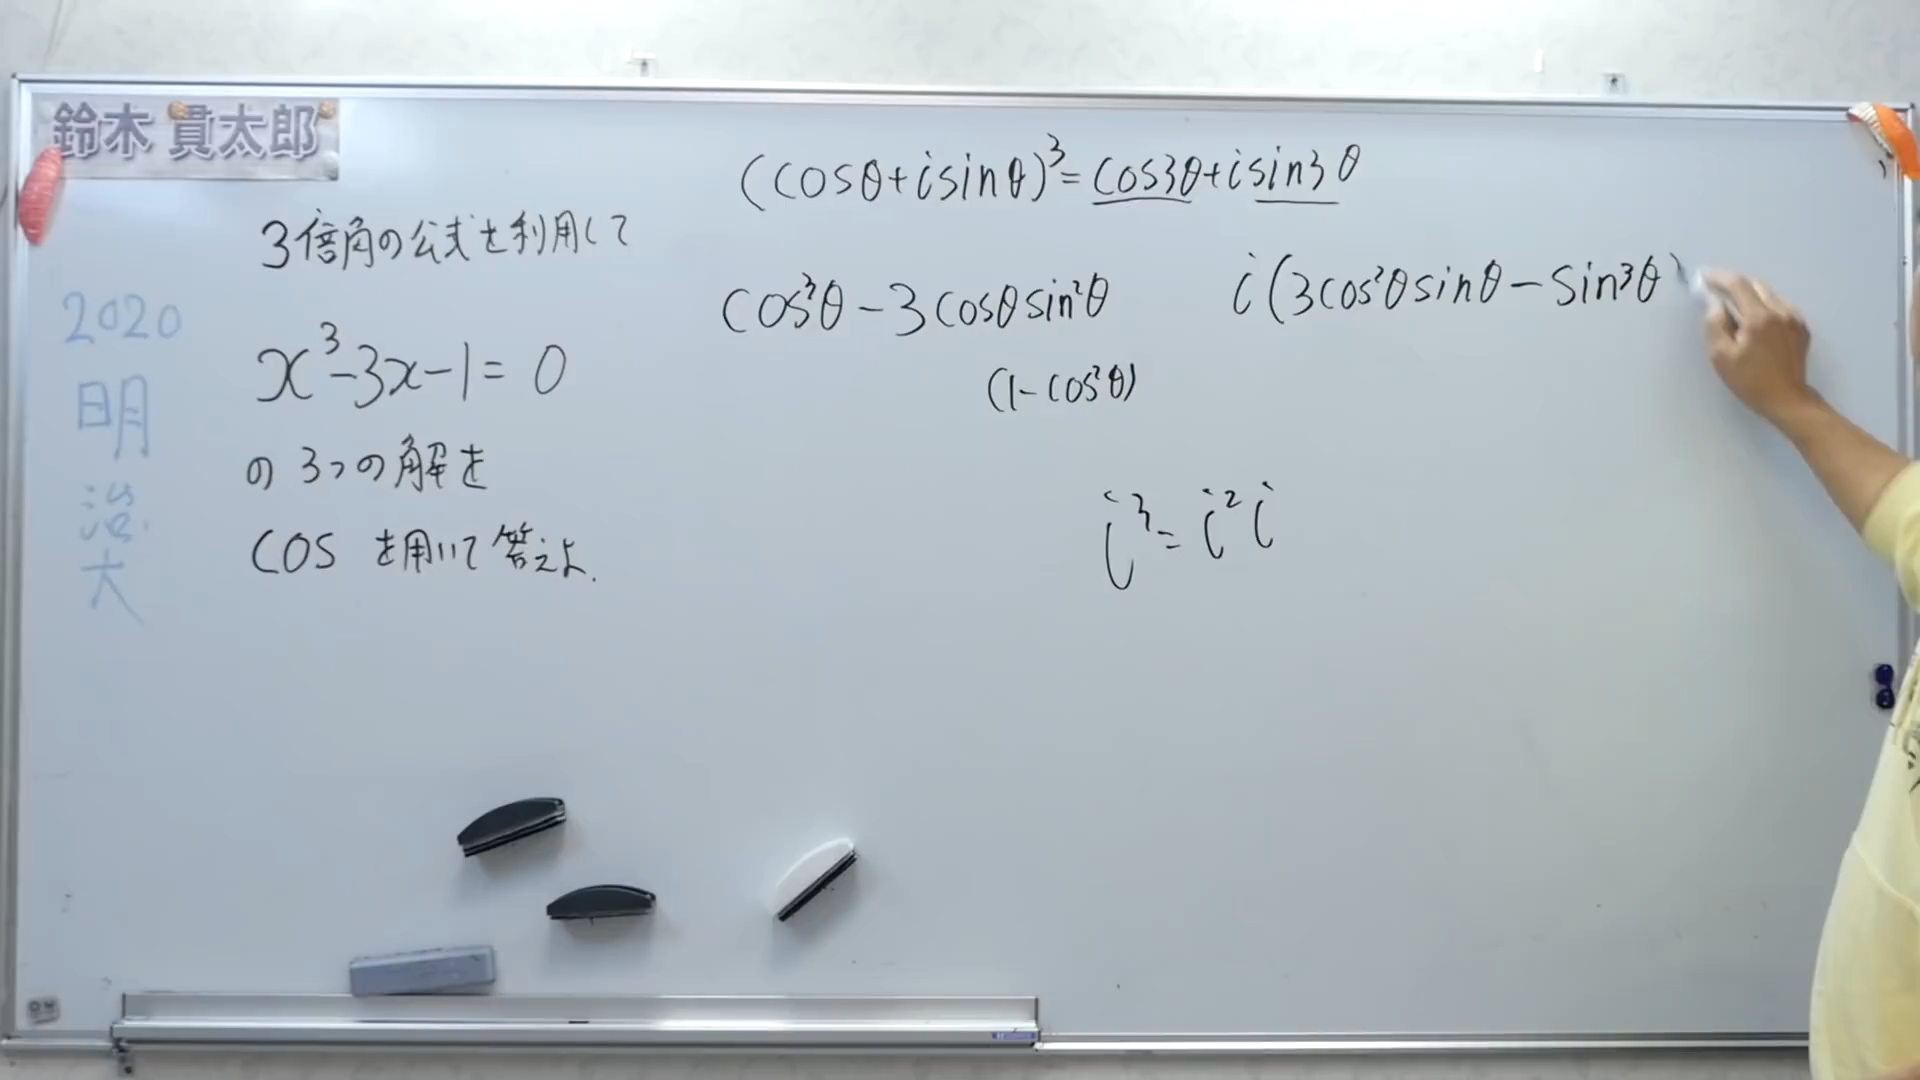 鈴木貫太郎
2020
明
治
大
3倍角の公式を利用して
x³-3x-1=0
の3つの解を
COS を用いて答えよ.
(cosθ+isinθ)³=cos3θ+isin3θ
cos³θ-3cosθsin²θ
i(3cos²θsinθ-sin³θ)
(1-cos²θ)
i³=i²i